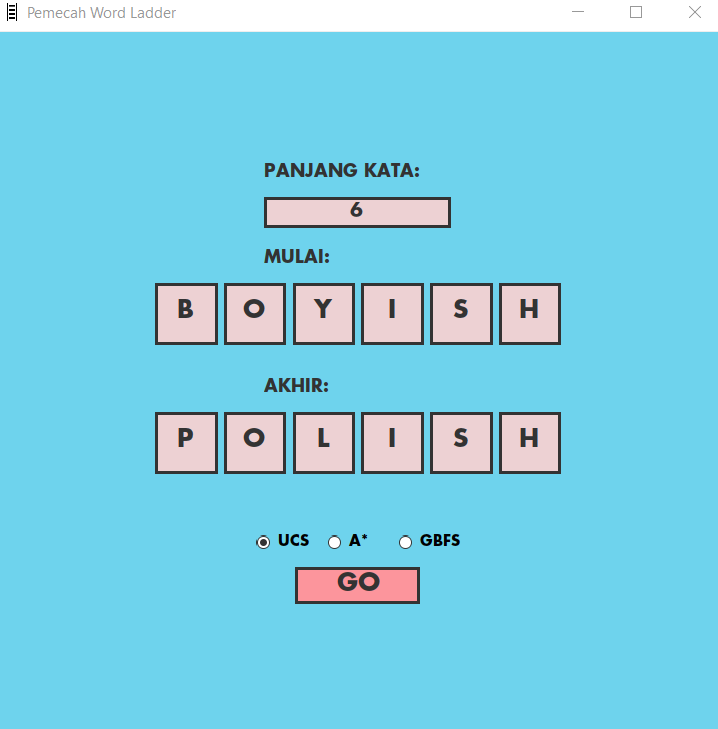 Pemecah Word Ladder
PANJANG KATA:
6
MULAI:
B O Y I S H
AKHIR:
P O L I S H
UCS A* GBFS
GO